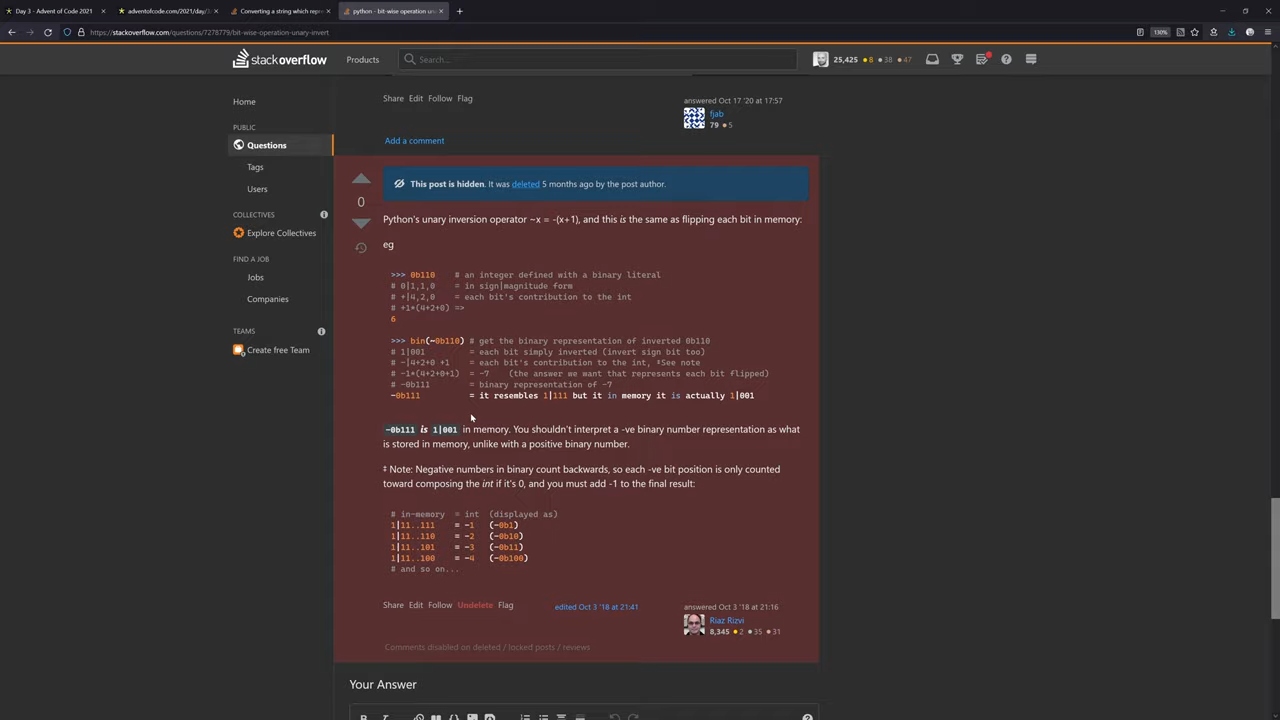 Day 3 - Advent of Code 2021
adventofcode.com/2021/day/3
Converting a string which repre
python - bit-wise operation una
https://stackoverflow.com/questions/7278779/bit-wise-operation-unary-invert
130%
stackoverflow
Products
Search...
25,425 8 38 47
Home
PUBLIC
Questions
Tags
Users
COLLECTIVES
Explore Collectives
FIND A JOB
Jobs
Companies
TEAMS
Create free Team
Share Edit Follow Flag
answered Oct 17 '20 at 17:57
fjab
79 5
Add a comment
This post is hidden. It was deleted 5 months ago by the post author.
0
Python's unary inversion operator ~x = -(x+1), and this is the same as flipping each bit in memory:
eg
>>> 0b110 # an integer defined with a binary literal
# 0|1,1,0 = in sign|magnitude form
# +|4,2,0 = each bit's contribution to the int
# +1*(4+2+0) =>
6
>>> bin(~0b110) # get the binary representation of inverted 0b110
# 1|001 = each bit simply inverted (invert sign bit too)
# -|4+2+0 +1 = each bit's contribution to the int, ‡See note
# -1*(4+2+0+1) = -7 (the answer we want that represents each bit flipped)
# -0b111 = binary representation of -7
-0b111 = it resembles 1|111 but it in memory it is actually 1|001
-0b111 is 1|001 in memory. You shouldn't interpret a -ve binary number representation as what
is stored in memory, unlike with a positive binary number.
‡ Note: Negative numbers in binary count backwards, so each -ve bit position is only counted
toward composing the int if it's 0, and you must add -1 to the final result:
# in-memory = int (displayed as)
1|11..111 = -1 (-0b1)
1|11..110 = -2 (-0b10)
1|11..101 = -3 (-0b11)
1|11..100 = -4 (-0b100)
# and so on...
Share Edit Follow Undelete Flag
edited Oct 3 '18 at 21:41
answered Oct 3 '18 at 21:16
Riaz Rizvi
8,345 2 35 31
Comments disabled on deleted / locked posts / reviews
Your Answer